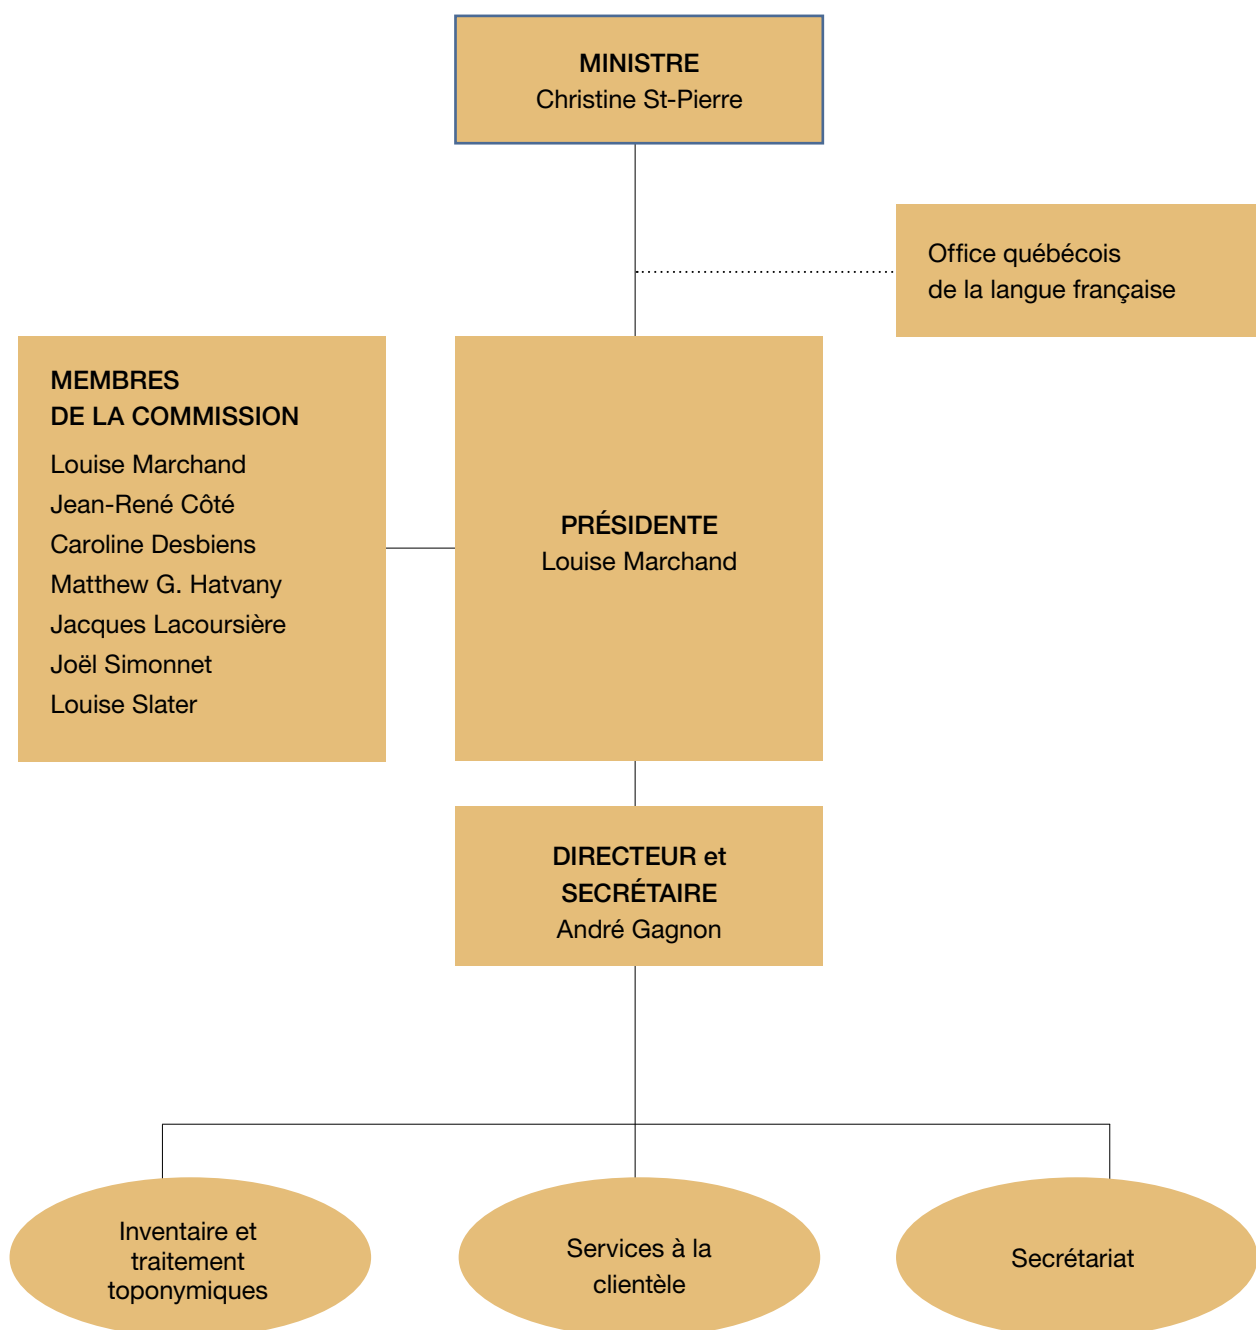 MINISTRE
Christine St-Pierre
Office québécois
de la langue française
MEMBRES
DE LA COMMISSION
Louise Marchand
Jean-René Côté
Caroline Desbiens
Matthew G. Hatvany
Jacques Lacoursière
Joël Simonnet
Louise Slater
PRÉSIDENTE
Louise Marchand
DIRECTEUR et
SECRÉTAIRE
André Gagnon
Inventaire et
traitement
toponymiques
Services à la
clientèle
Secrétariat